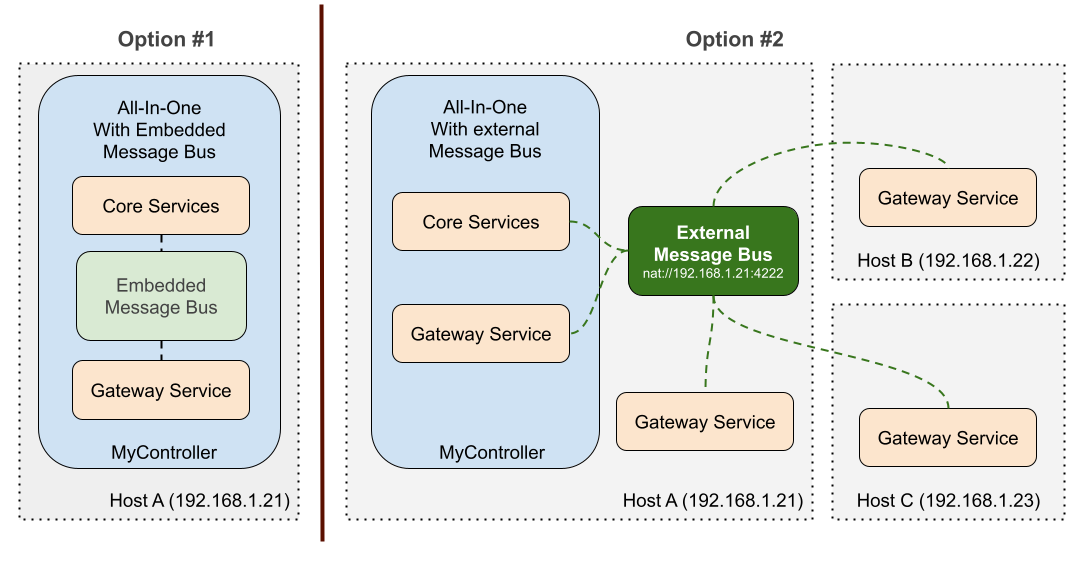 Option #1
All-In-One
With Embedded
Message Bus
Core Services
Embedded
Message Bus
Gateway Service
MyController
Host A (192.168.1.21)
Option #2
All-In-One
With external
Message Bus
Core Services
Gateway Service
MyController
External
Message Bus
nat://192.168.1.21:4222
Gateway Service
Host A (192.168.1.21)
Gateway Service
Host B (192.168.1.22)
Gateway Service
Host C (192.168.1.23)